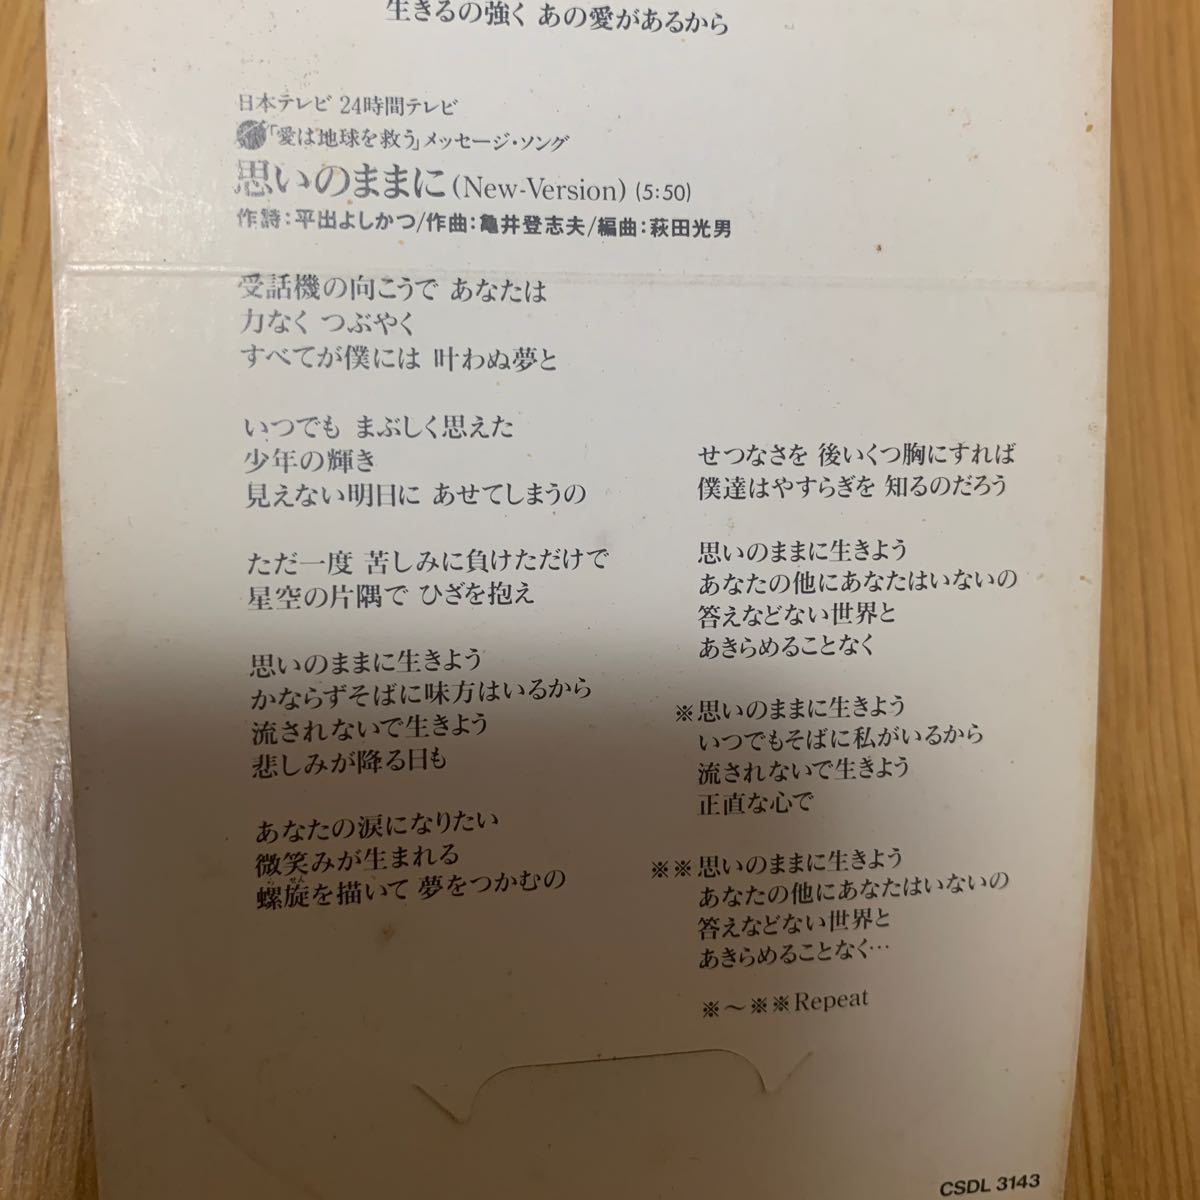 生きるの強く あの愛があるから
日本テレビ 24時間テレビ
「愛は地球を救う」メッセージ・ソング
思いのままに (New-Version) (5:50)
作詩:平出よしかつ/作曲:亀井登志夫/編曲:萩田光男
受話機の向こうで あなたは
力なく つぶやく
すべてが僕には 叶わぬ夢と
いつでも まぶしく思えた
少年の輝き
見えない明日に あせてしまうの
ただ一度 苦しみに負けただけで
星空の片隅で ひざを抱え
思いのままに生きよう
かならずそばに味方はいるから
流されないで生きよう
悲しみが降る日も
あなたの涙になりたい
微笑みが生まれる
螺旋を描いて 夢をつかむの
せつなさを 後いくつ胸にすれば
僕達はやすらぎを 知るのだろう
思いのままに生きよう
あなたの他にあなたはいないの
答えなどない世界と
あきらめることなく
※思いのままに生きよう
いつでもそばに私がいるから
流されないで生きよう
正直な心で
※※思いのままに生きよう
あなたの他にあなたはいないの
答えなどない世界と
あきらめることなく…
※～※※Repeat
CSDL 3143